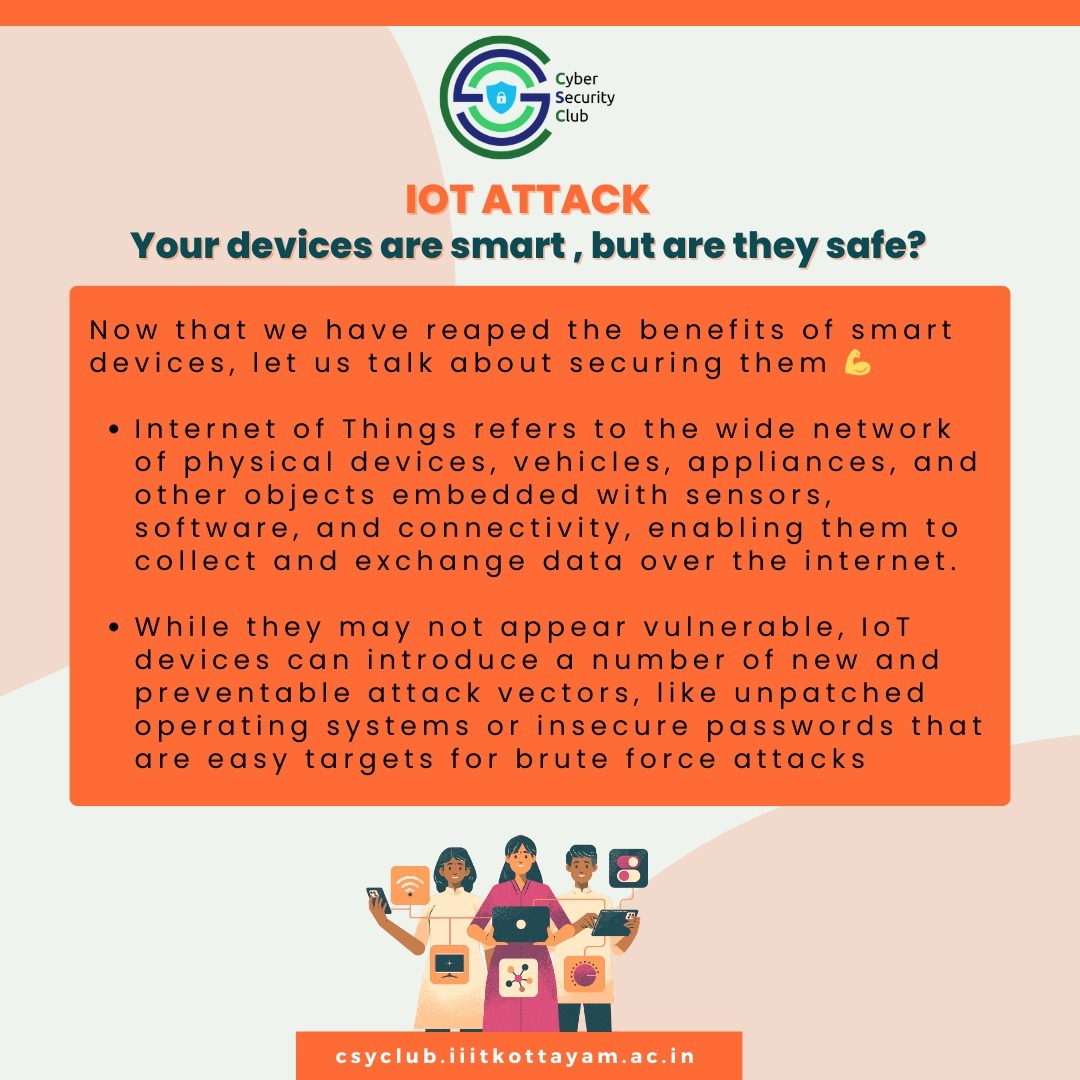 Cyber
Security
Club
IOT ATTACK
Your devices are smart , but are they safe?
Now that we have reaped the benefits of smart
devices, let us talk about securing them 💪
• Internet of Things refers to the wide network
of physical devices, vehicles, appliances, and
other objects embedded with sensors,
software, and connectivity, enabling them to
collect and exchange data over the internet.
• While they may not appear vulnerable, IoT
devices can introduce a number of new and
preventable attack vectors, like unpatched
operating systems or insecure passwords that
are easy targets for brute force attacks
csyclub.iiitkottayam.ac.in